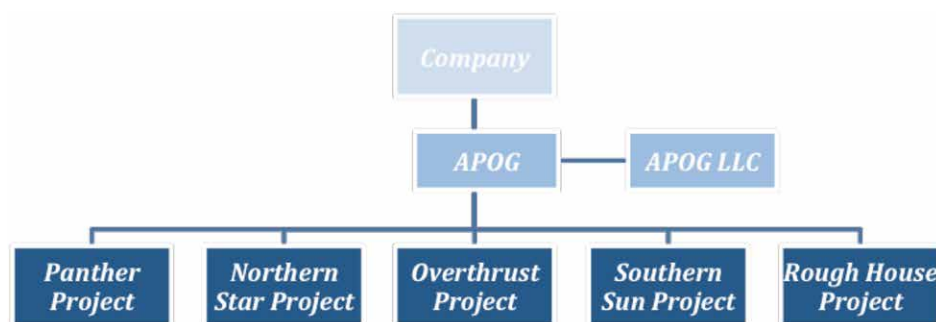 Company
APOG
APOG LLC
Panther
Project
Northern
Star Project
Overthrust
Project
Southern
Sun Project
Rough House
Project